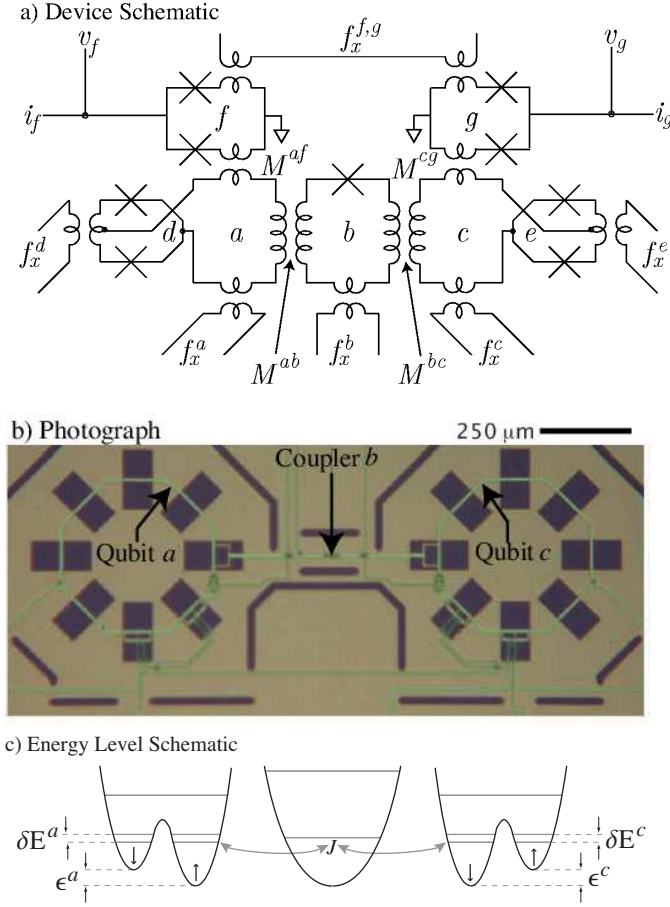 a) Device Schematic
v_f f_x^{f,g} v_g
i_f f g i_g
M^{af} M^{cg}
d a b c e
f_x^d f_x^e
f_x^a f_x^b f_x^c
M^{ab} M^{bc}
b) Photograph 250 μm
Coupler b
Qubit a Qubit c
c) Energy Level Schematic
δE^a J δE^c
↓ ↑ ↓ ↑
ϵ^a ϵ^c